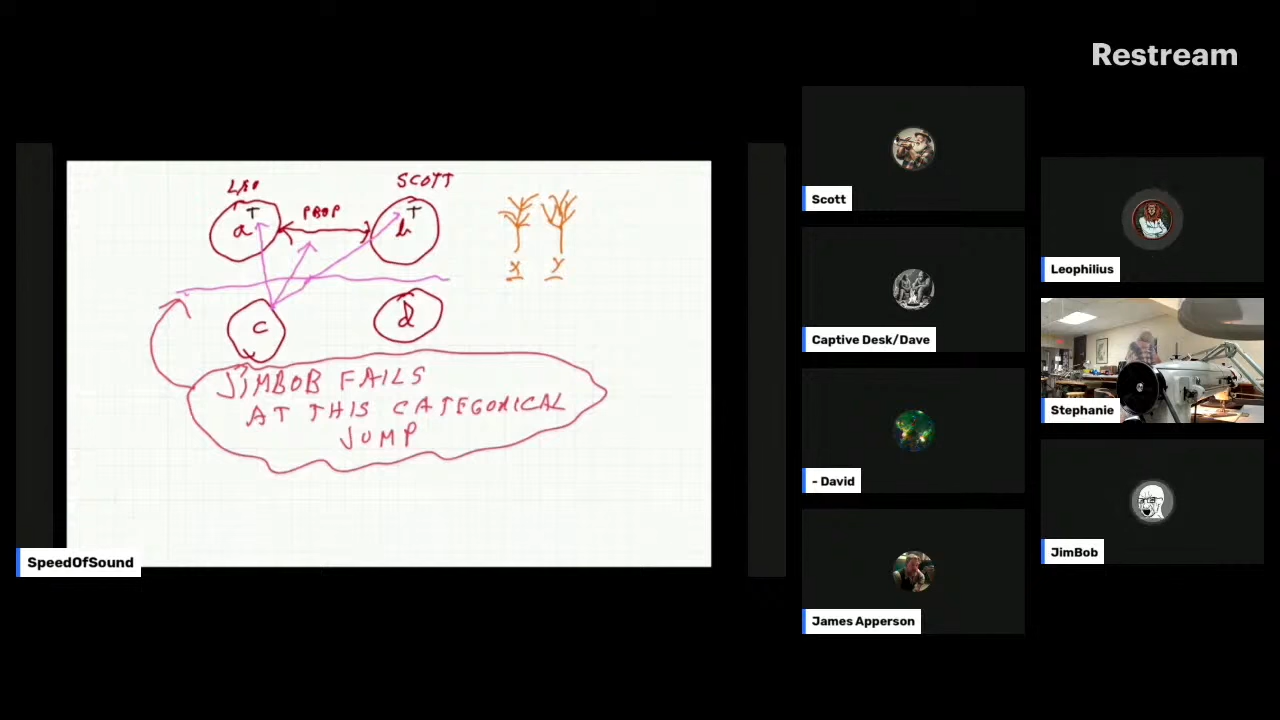 Restream
LEO
SCOTT
T
PROP
T
a
b
X
Y
c
d
JIMBOB FAILS
AT THIS CATEGORICAL
JUMP
SpeedOfSound
Scott
Captive Desk/Dave
- David
James Apperson
Leophilius
Stephanie
JimBob